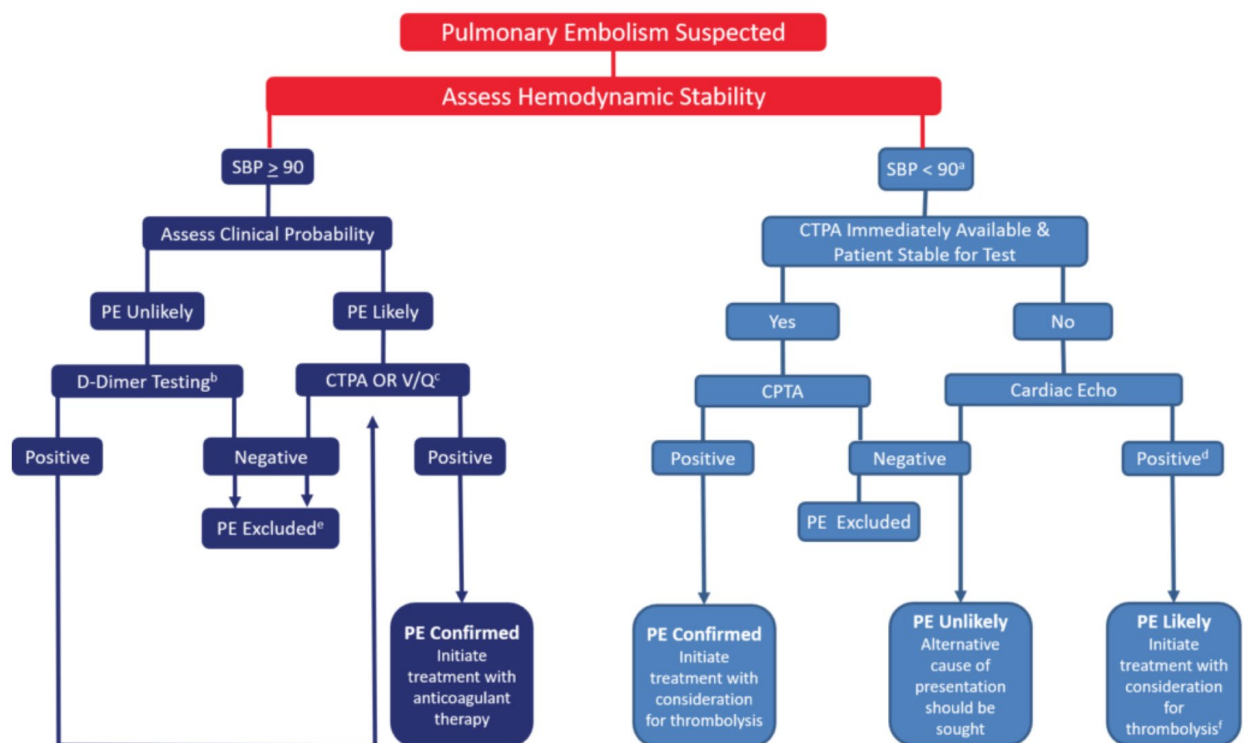 Pulmonary Embolism Suspected
Assess Hemodynamic Stability
SBP ≥ 90
SBP < 90ᵃ
Assess Clinical Probability
CTPA Immediately Available &
Patient Stable for Test
PE Unlikely
PE Likely
Yes
No
D-Dimer Testingᵇ
CTPA OR V/Qᶜ
CPTA
Cardiac Echo
Positive
Negative
Positive
Positive
Negative
Positiveᵈ
PE Excludedᵉ
PE Excluded
PE Confirmed
Initiate
treatment with
anticoagulant
therapy
PE Confirmed
Initiate
treatment with
consideration
for thrombolysis
PE Unlikely
Alternative
cause of
presentation
should be
sought
PE Likely
Initiate
treatment with
consideration
for
thrombolysisᶠ